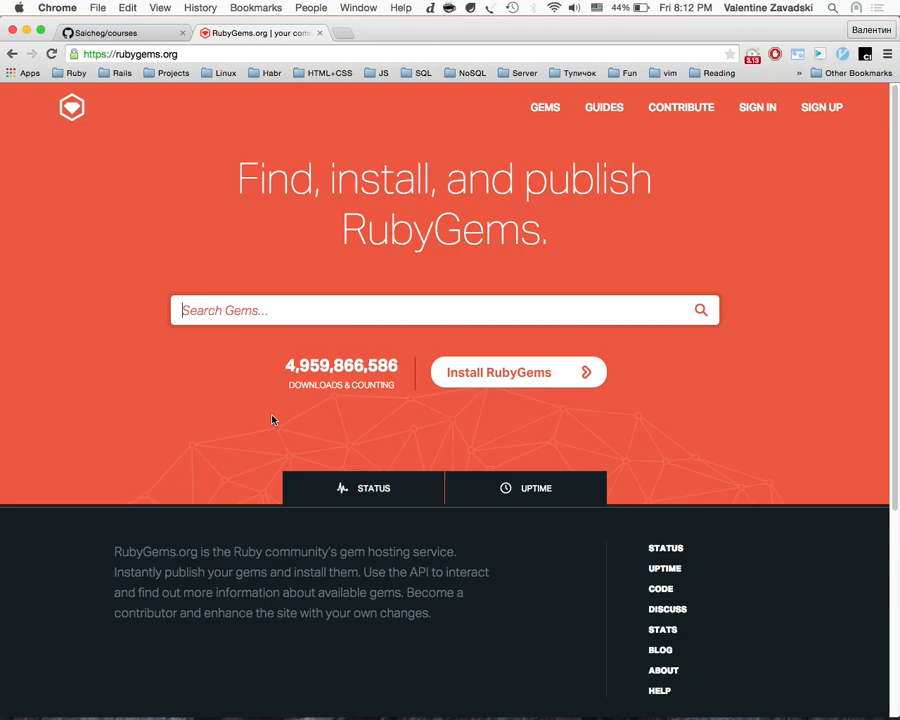 Chrome File Edit View History Bookmarks People Window Help d 44% Fri 8:12 PM Valentine Zavadski
Saicheg/courses
RubyGems.org | your com
Валентин
https://rubygems.org
3.13
Apps Ruby Rails Projects Linux Habr HTML+CSS JS SQL NoSQL Server Тупичок Fun vim Reading » Other Bookmarks
GEMS GUIDES CONTRIBUTE SIGN IN SIGN UP
Find, install, and publish
RubyGems.
Search Gems...
4,959,866,586
DOWNLOADS & COUNTING
Install RubyGems
STATUS UPTIME
RubyGems.org is the Ruby community's gem hosting service.
Instantly publish your gems and install them. Use the API to interact
and find out more information about available gems. Become a
contributor and enhance the site with your own changes.
STATUS
UPTIME
CODE
DISCUSS
STATS
BLOG
ABOUT
HELP